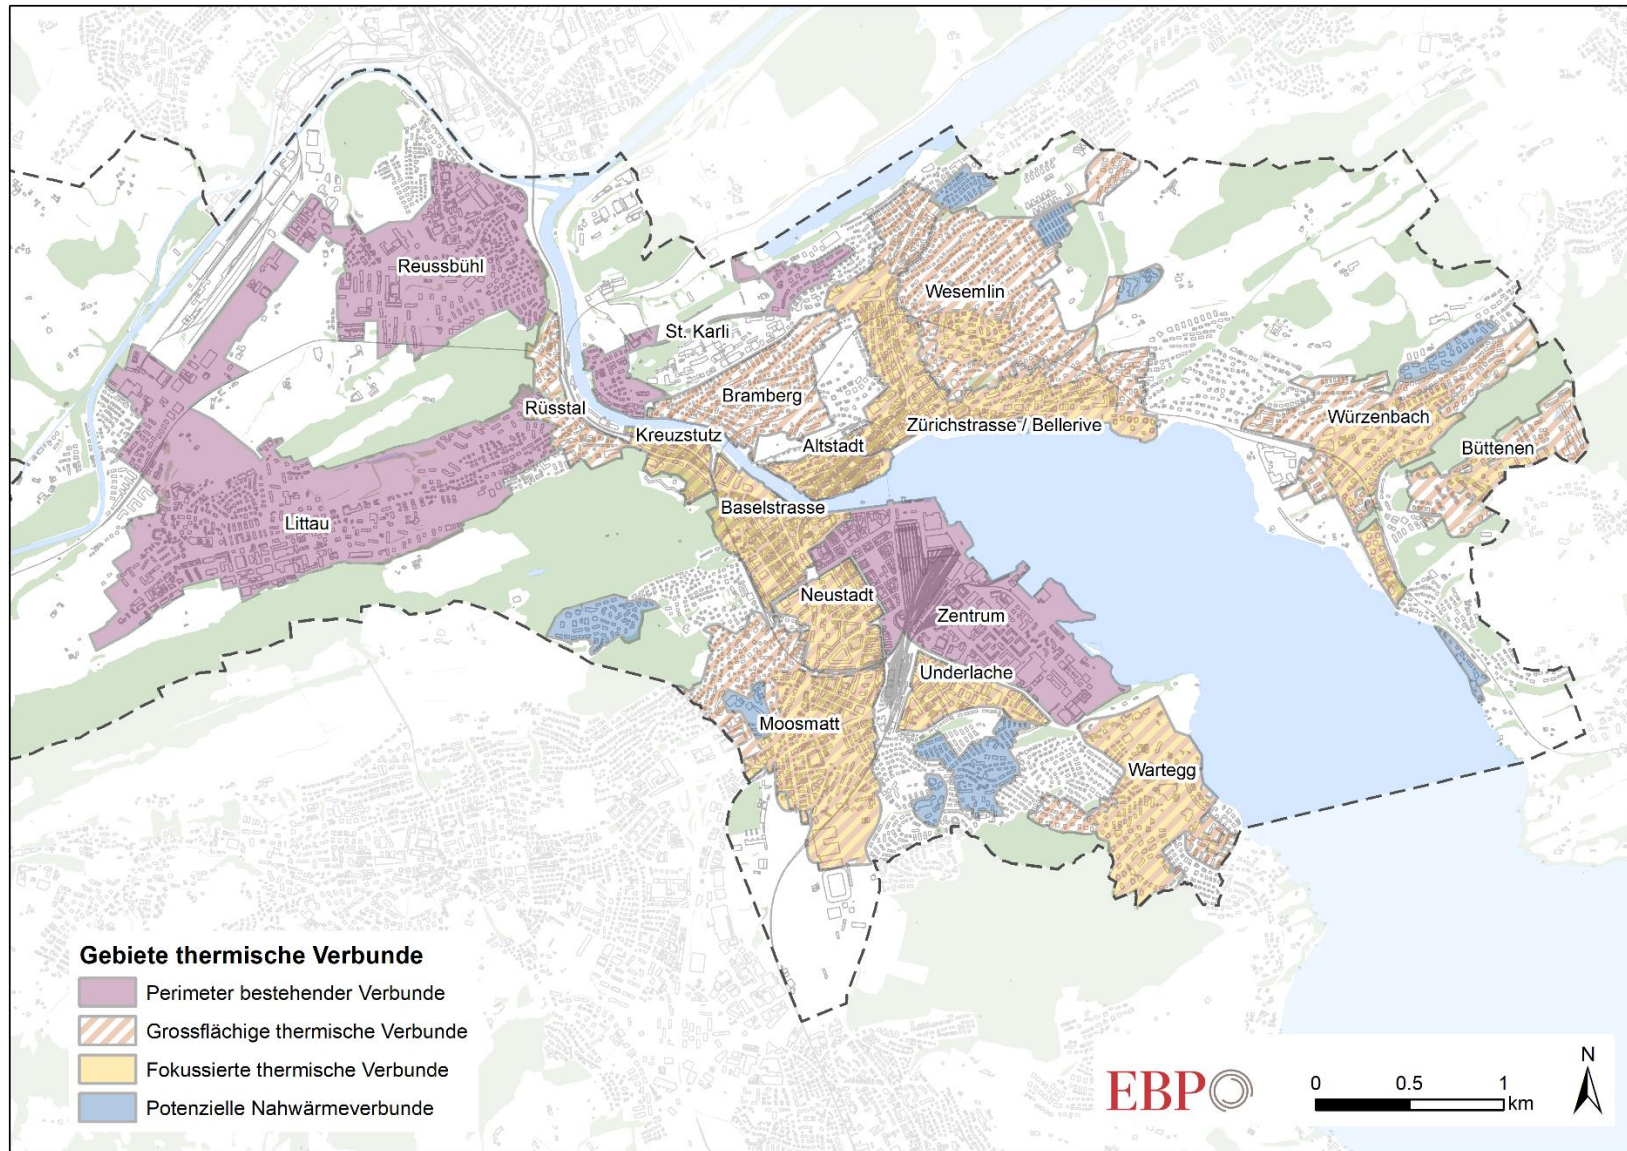 Reussbühl
St. Karli
Wesemlin
Bramberg
Rüsstal
Kreuzstutz
Altstadt
Zürichstrasse / Bellerive
Würzenbach
Büttenen
Littau
Baselstrasse
Neustadt
Zentrum
Underlache
Moosmatt
Wartegg
Gebiete thermische Verbunde
Perimeter bestehender Verbunde
Grossflächige thermische Verbunde
Fokussierte thermische Verbunde
Potenzielle Nahwärmeverbunde
EBP
0 0.5 1
km
N